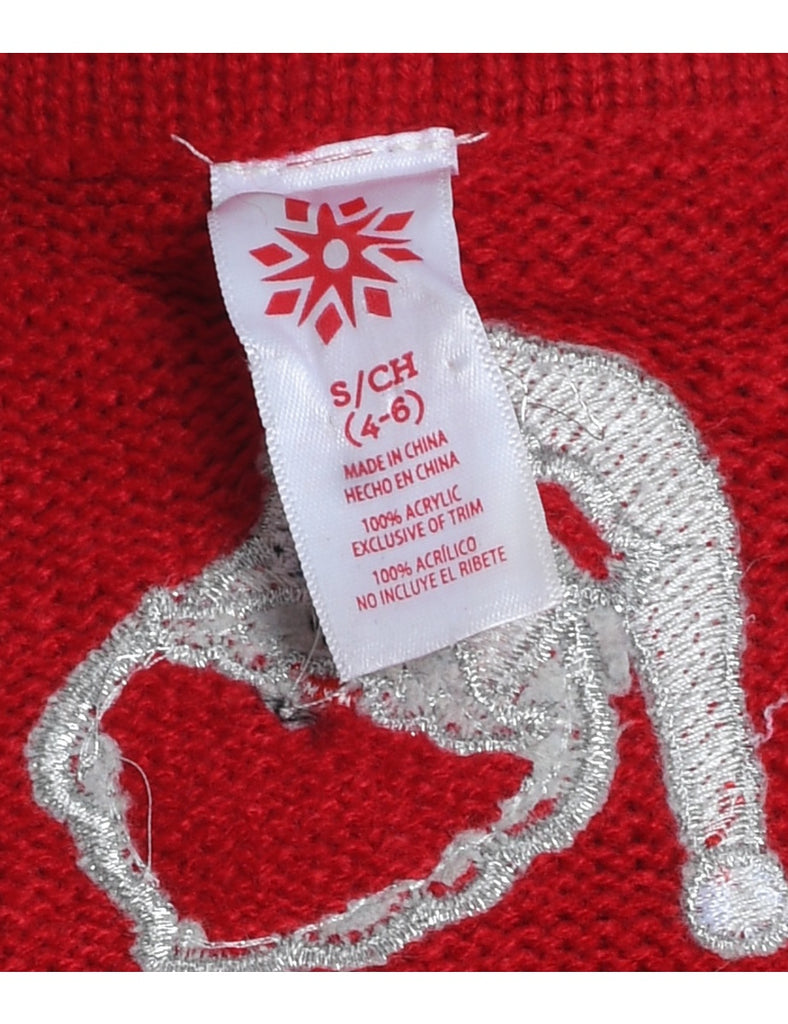 S/CH
(4-6)
MADE IN CHINA
HECHO EN CHINA
100% ACRYLIC
EXCLUSIVE OF TRIM
100% ACRÍLICO
NO INCLUYE EL RIBETE